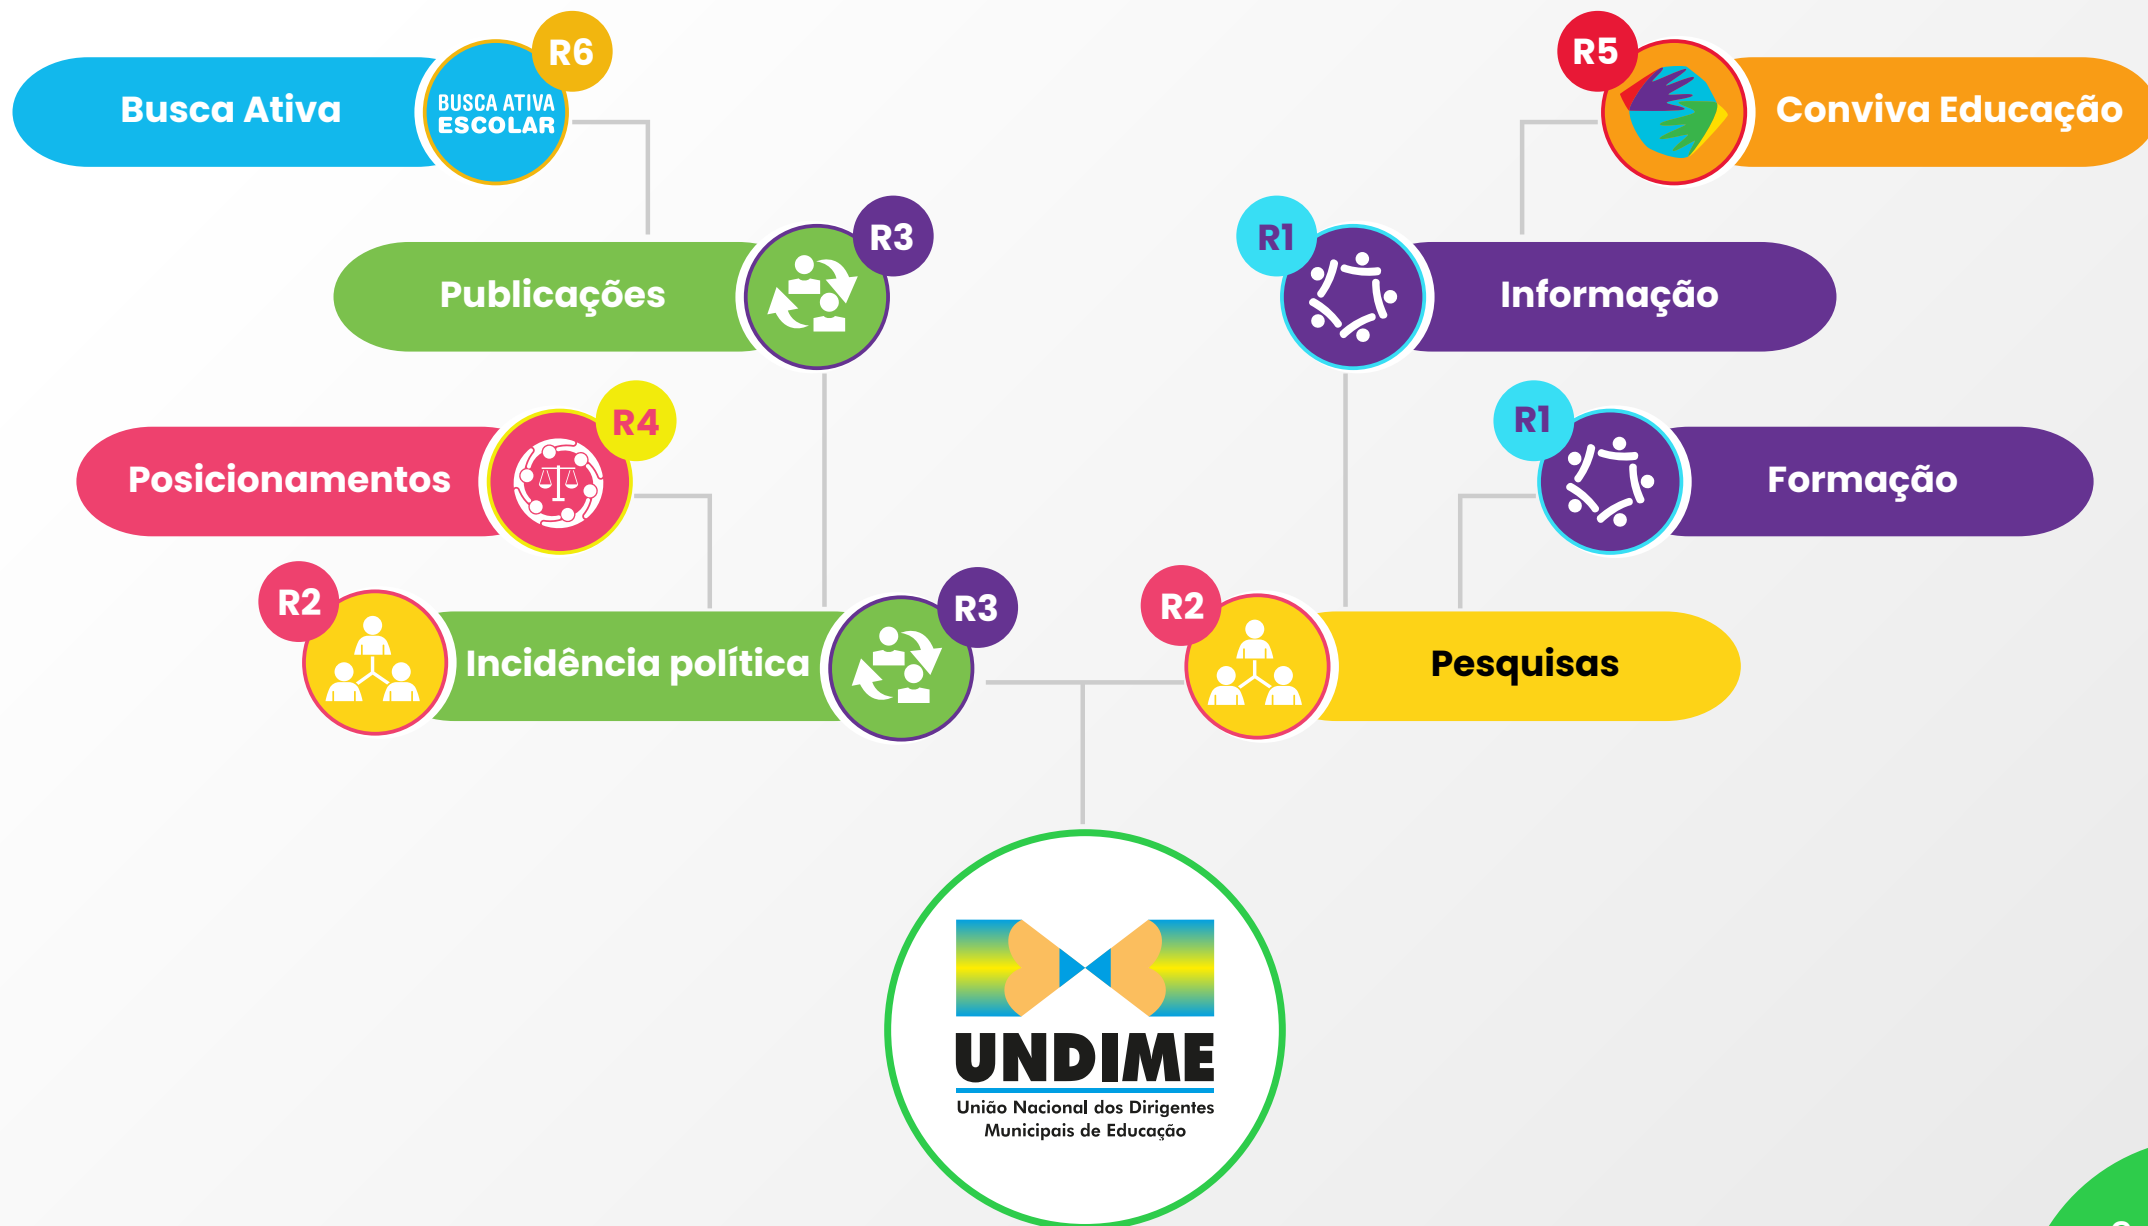 R6
Busca Ativa
BUSCA ATIVA
ESCOLAR
R5
Conviva Educação
Publicações
R3
R1
Informação
Posicionamentos
R4
R1
Formação
R2
Incidência política
R3
R2
Pesquisas
UNDIME
União Nacional dos Dirigentes
Municipais de Educação